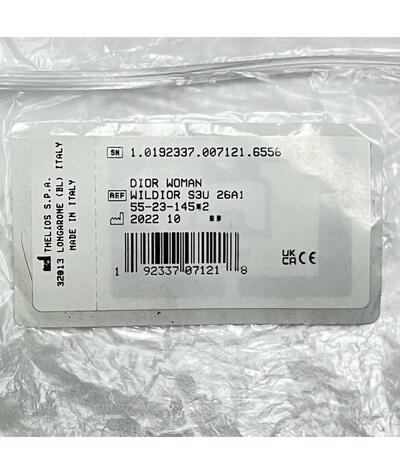 SN 1.0192337.007121.6556
DIOR WOMAN
REF WILDIOR S3U 26A1
55-23-145*2
2022 10 **
1 92337 07121 8
UK
CA CE
THELIOS S.P.A.
32013 LONGARONE (BL) ITALY
MADE IN ITALY